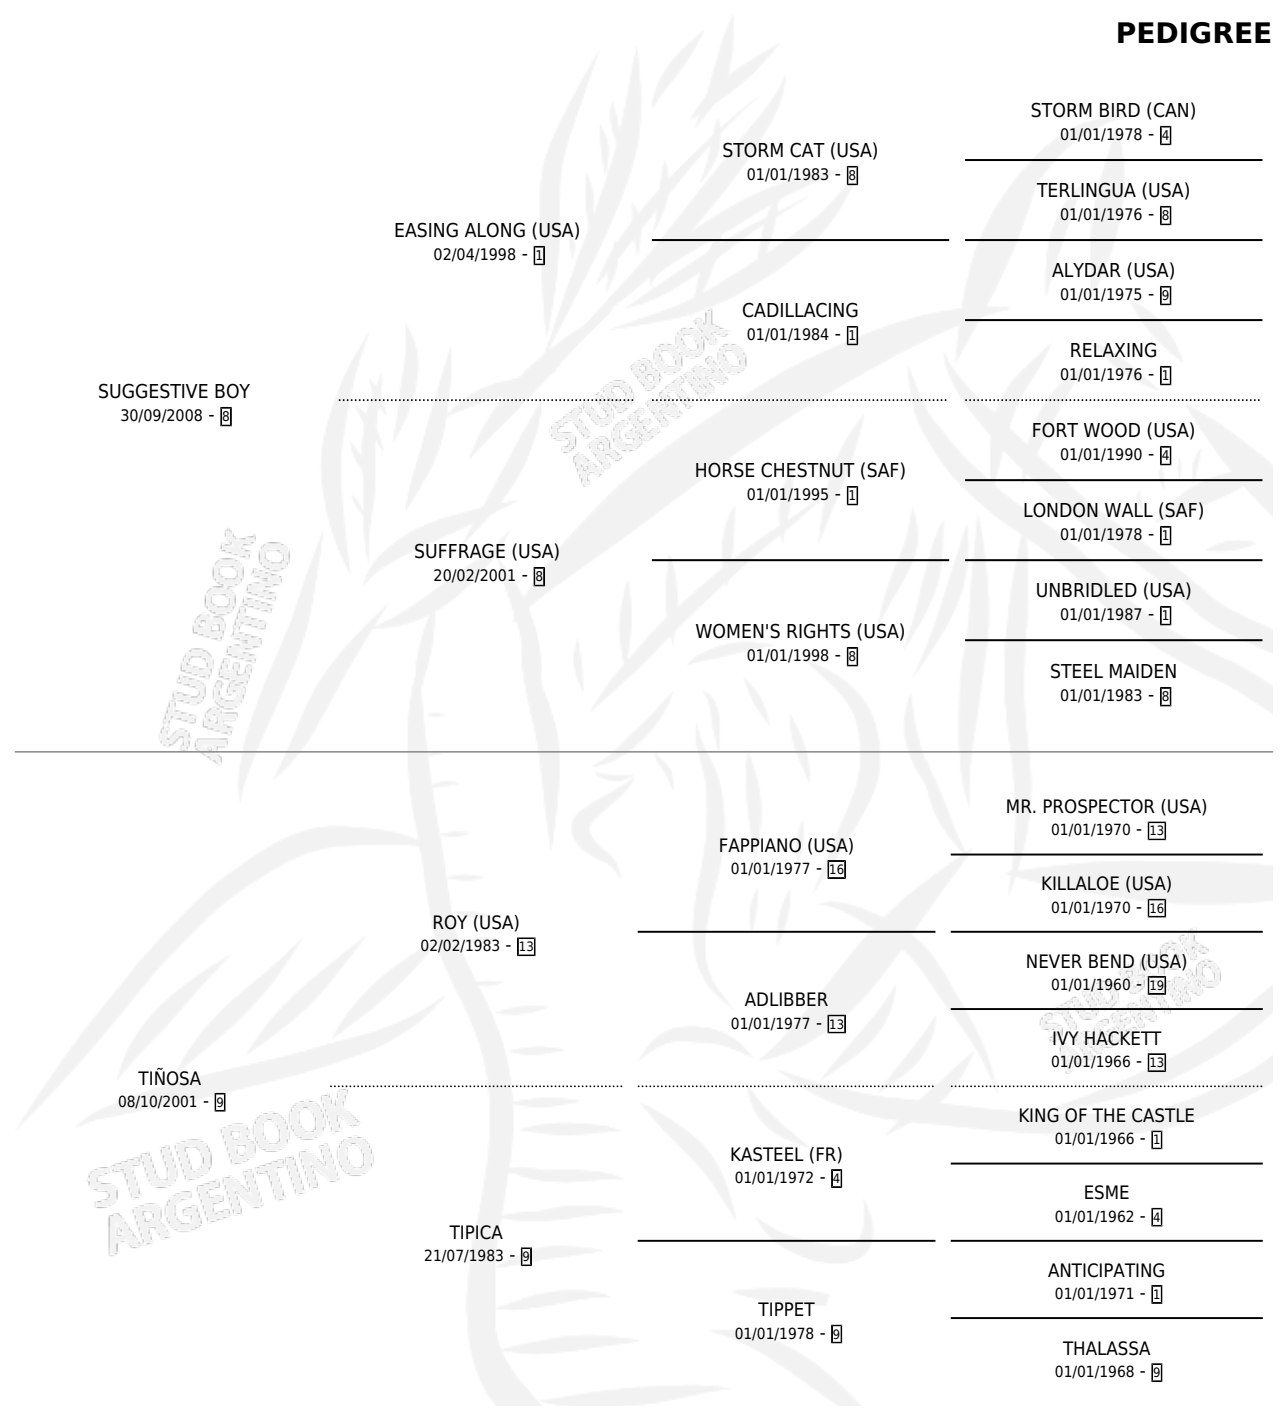 PEDIGREE
STORM BIRD (CAN)
01/01/1978 - 4
STORM CAT (USA)
01/01/1983 - 8
TERLINGUA (USA)
01/01/1976 - 8
EASING ALONG (USA)
02/04/1998 - 1
ALYDAR (USA)
01/01/1975 - 9
CADILLACING
01/01/1984 - 1
RELAXING
01/01/1976 - 1
SUGGESTIVE BOY
30/09/2008 - 8
FORT WOOD (USA)
01/01/1990 - 4
HORSE CHESTNUT (SAF)
01/01/1995 - 1
LONDON WALL (SAF)
01/01/1978 - 1
SUFFRAGE (USA)
20/02/2001 - 8
UNBRIDLED (USA)
01/01/1987 - 1
WOMEN'S RIGHTS (USA)
01/01/1998 - 8
STEEL MAIDEN
01/01/1983 - 8
MR. PROSPECTOR (USA)
01/01/1970 - 13
FAPPIANO (USA)
01/01/1977 - 16
KILLALOE (USA)
01/01/1970 - 16
ROY (USA)
02/02/1983 - 13
NEVER BEND (USA)
01/01/1960 - 19
ADLIBBER
01/01/1977 - 13
IVY HACKETT
01/01/1966 - 13
TIÑOSA
08/10/2001 - 9
KING OF THE CASTLE
01/01/1966 - 1
KASTEEL (FR)
01/01/1972 - 4
ESME
01/01/1962 - 4
TIPICA
21/07/1983 - 9
ANTICIPATING
01/01/1971 - 1
TIPPET
01/01/1978 - 9
THALASSA
01/01/1968 - 9
STUD BOOK
ARGENTINO
STUD BOOK
ARGENTINO
STUD BOOK
ARGENTINO
STUD BOOK
ARGENTINO